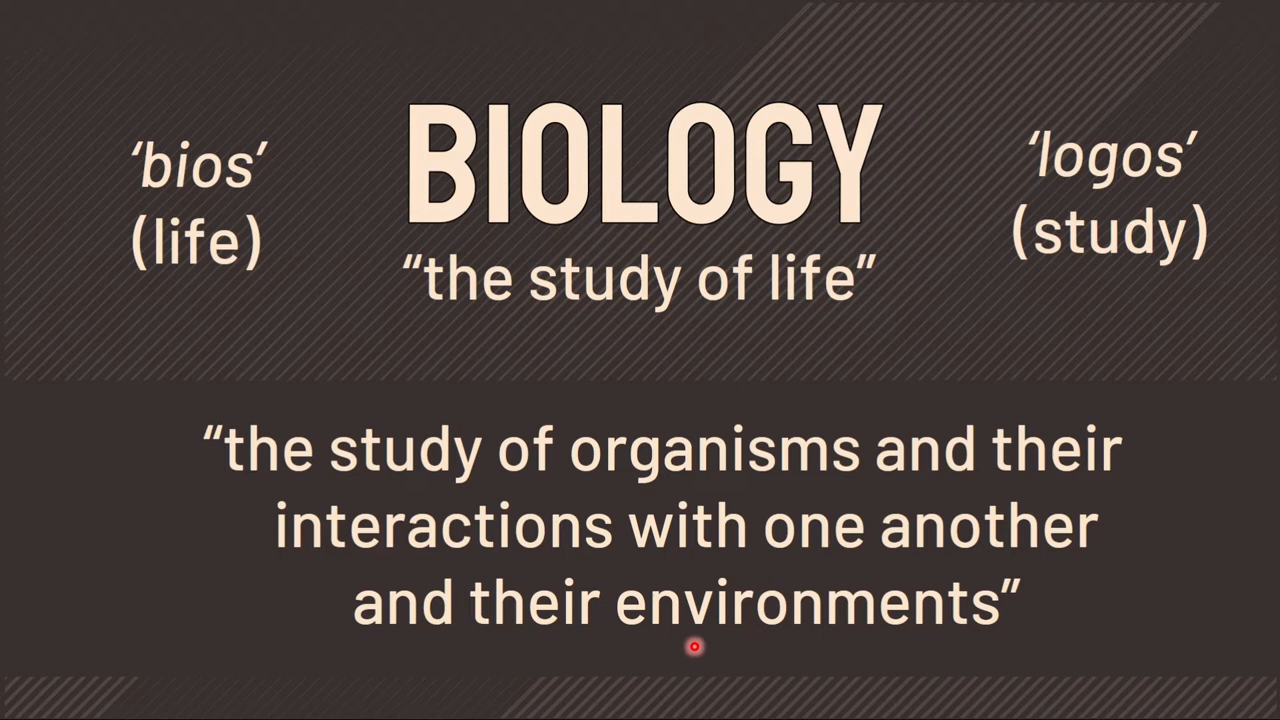 ‘bios’
(life)
BIOLOGY
“the study of life”
‘logos’
(study)
“the study of organisms and their
interactions with one another
and their environments”